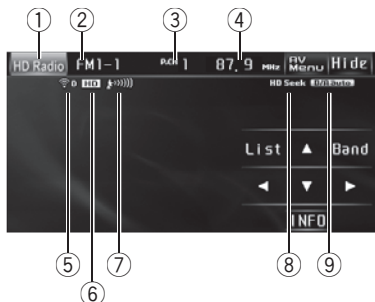 ① ② ③ ④
HD Radio FM1-1 P.CH 1 87.9 MHz AV Menu Hide
0 HD HD Seek D/A auto
List Band
INFO
⑤ ⑥ ⑦ ⑧ ⑨